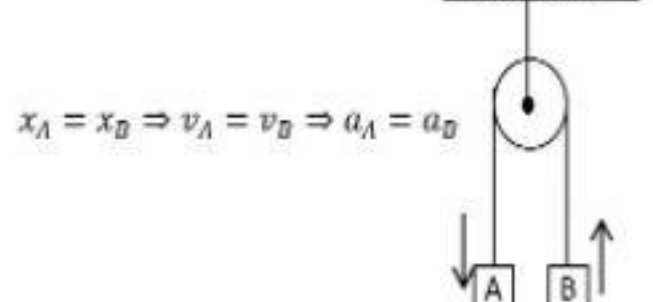 x_A = x_B ⇒ v_A = v_B ⇒ a_A = a_B
A B